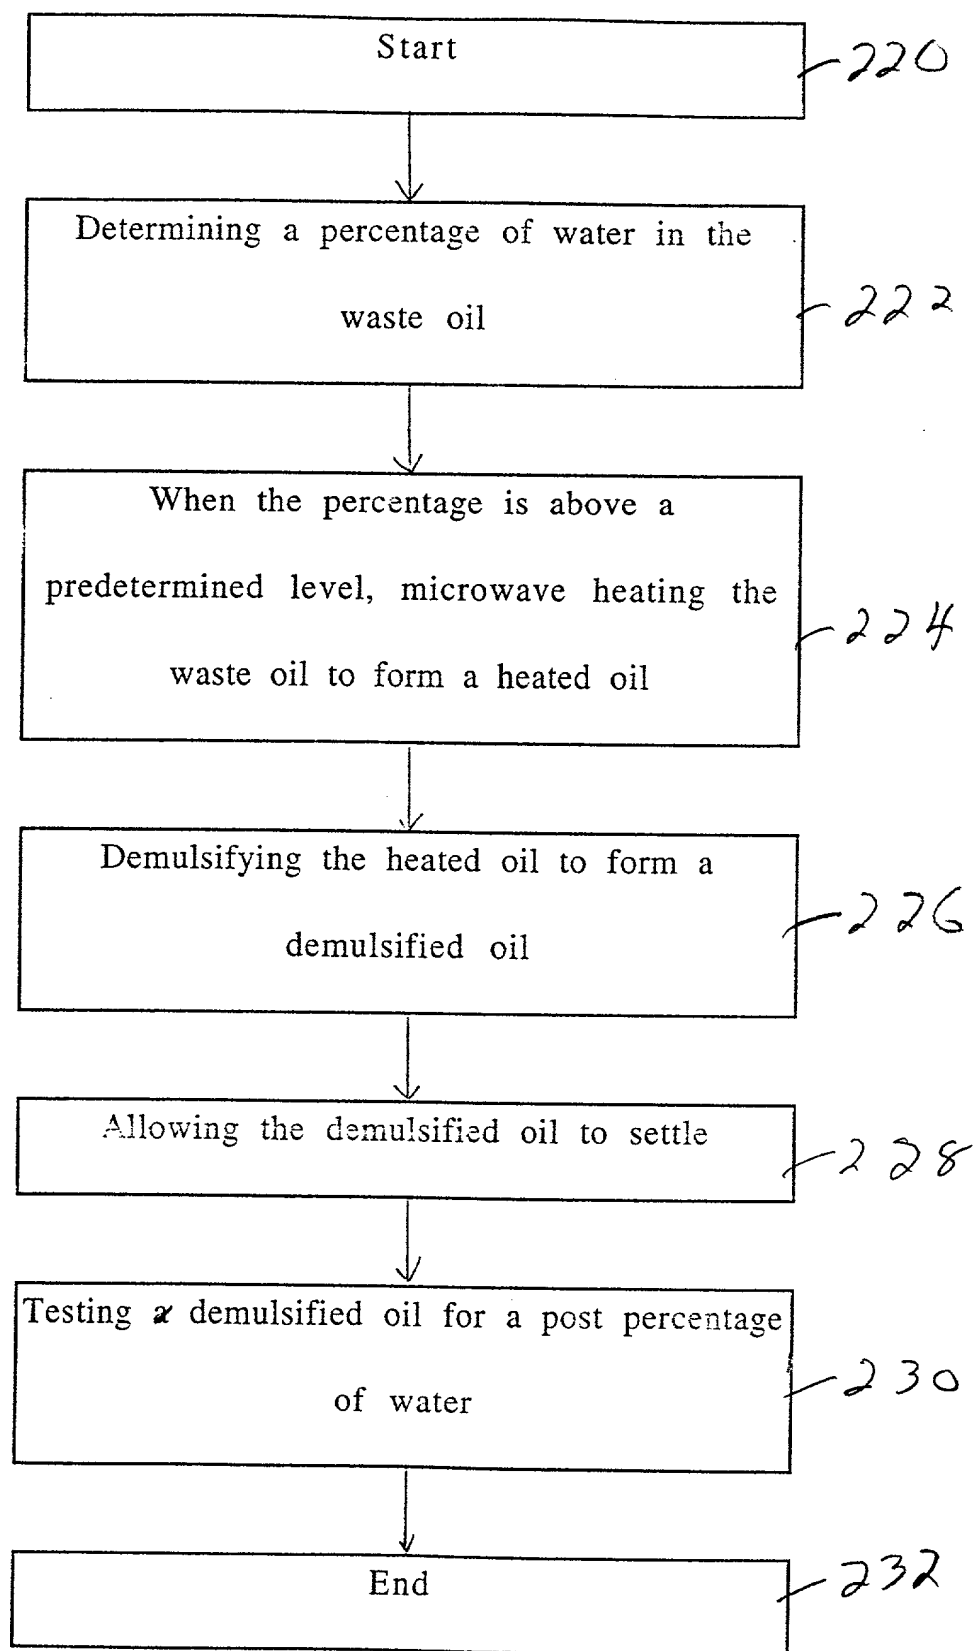 Start
220
Determining a percentage of water in the
waste oil
222
When the percentage is above a
predetermined level, microwave heating the
waste oil to form a heated oil
224
Demulsifying the heated oil to form a
demulsified oil
226
Allowing the demulsified oil to settle
228
Testing demulsified oil for a post percentage
of water
230
End
232